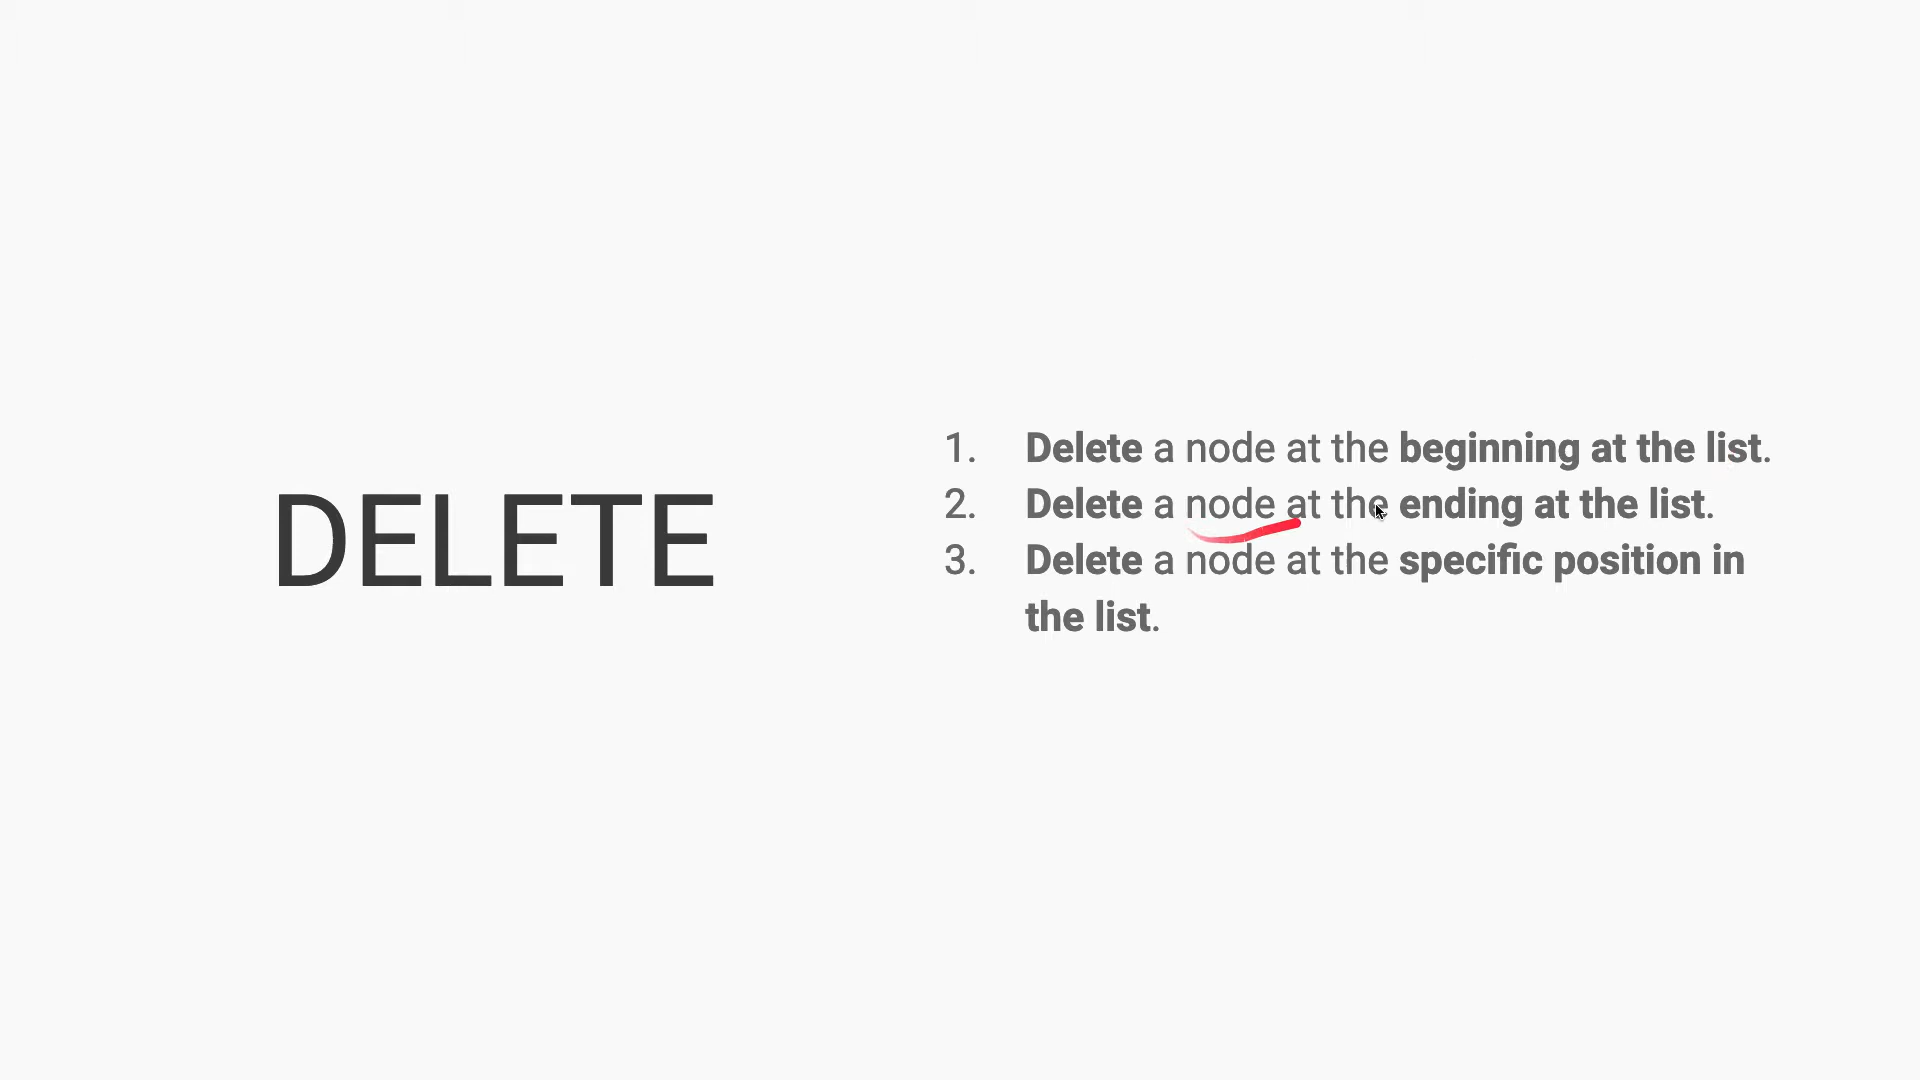 DELETE
1. Delete a node at the beginning at the list.
2. Delete a node at the ending at the list.
3. Delete a node at the specific position in
the list.